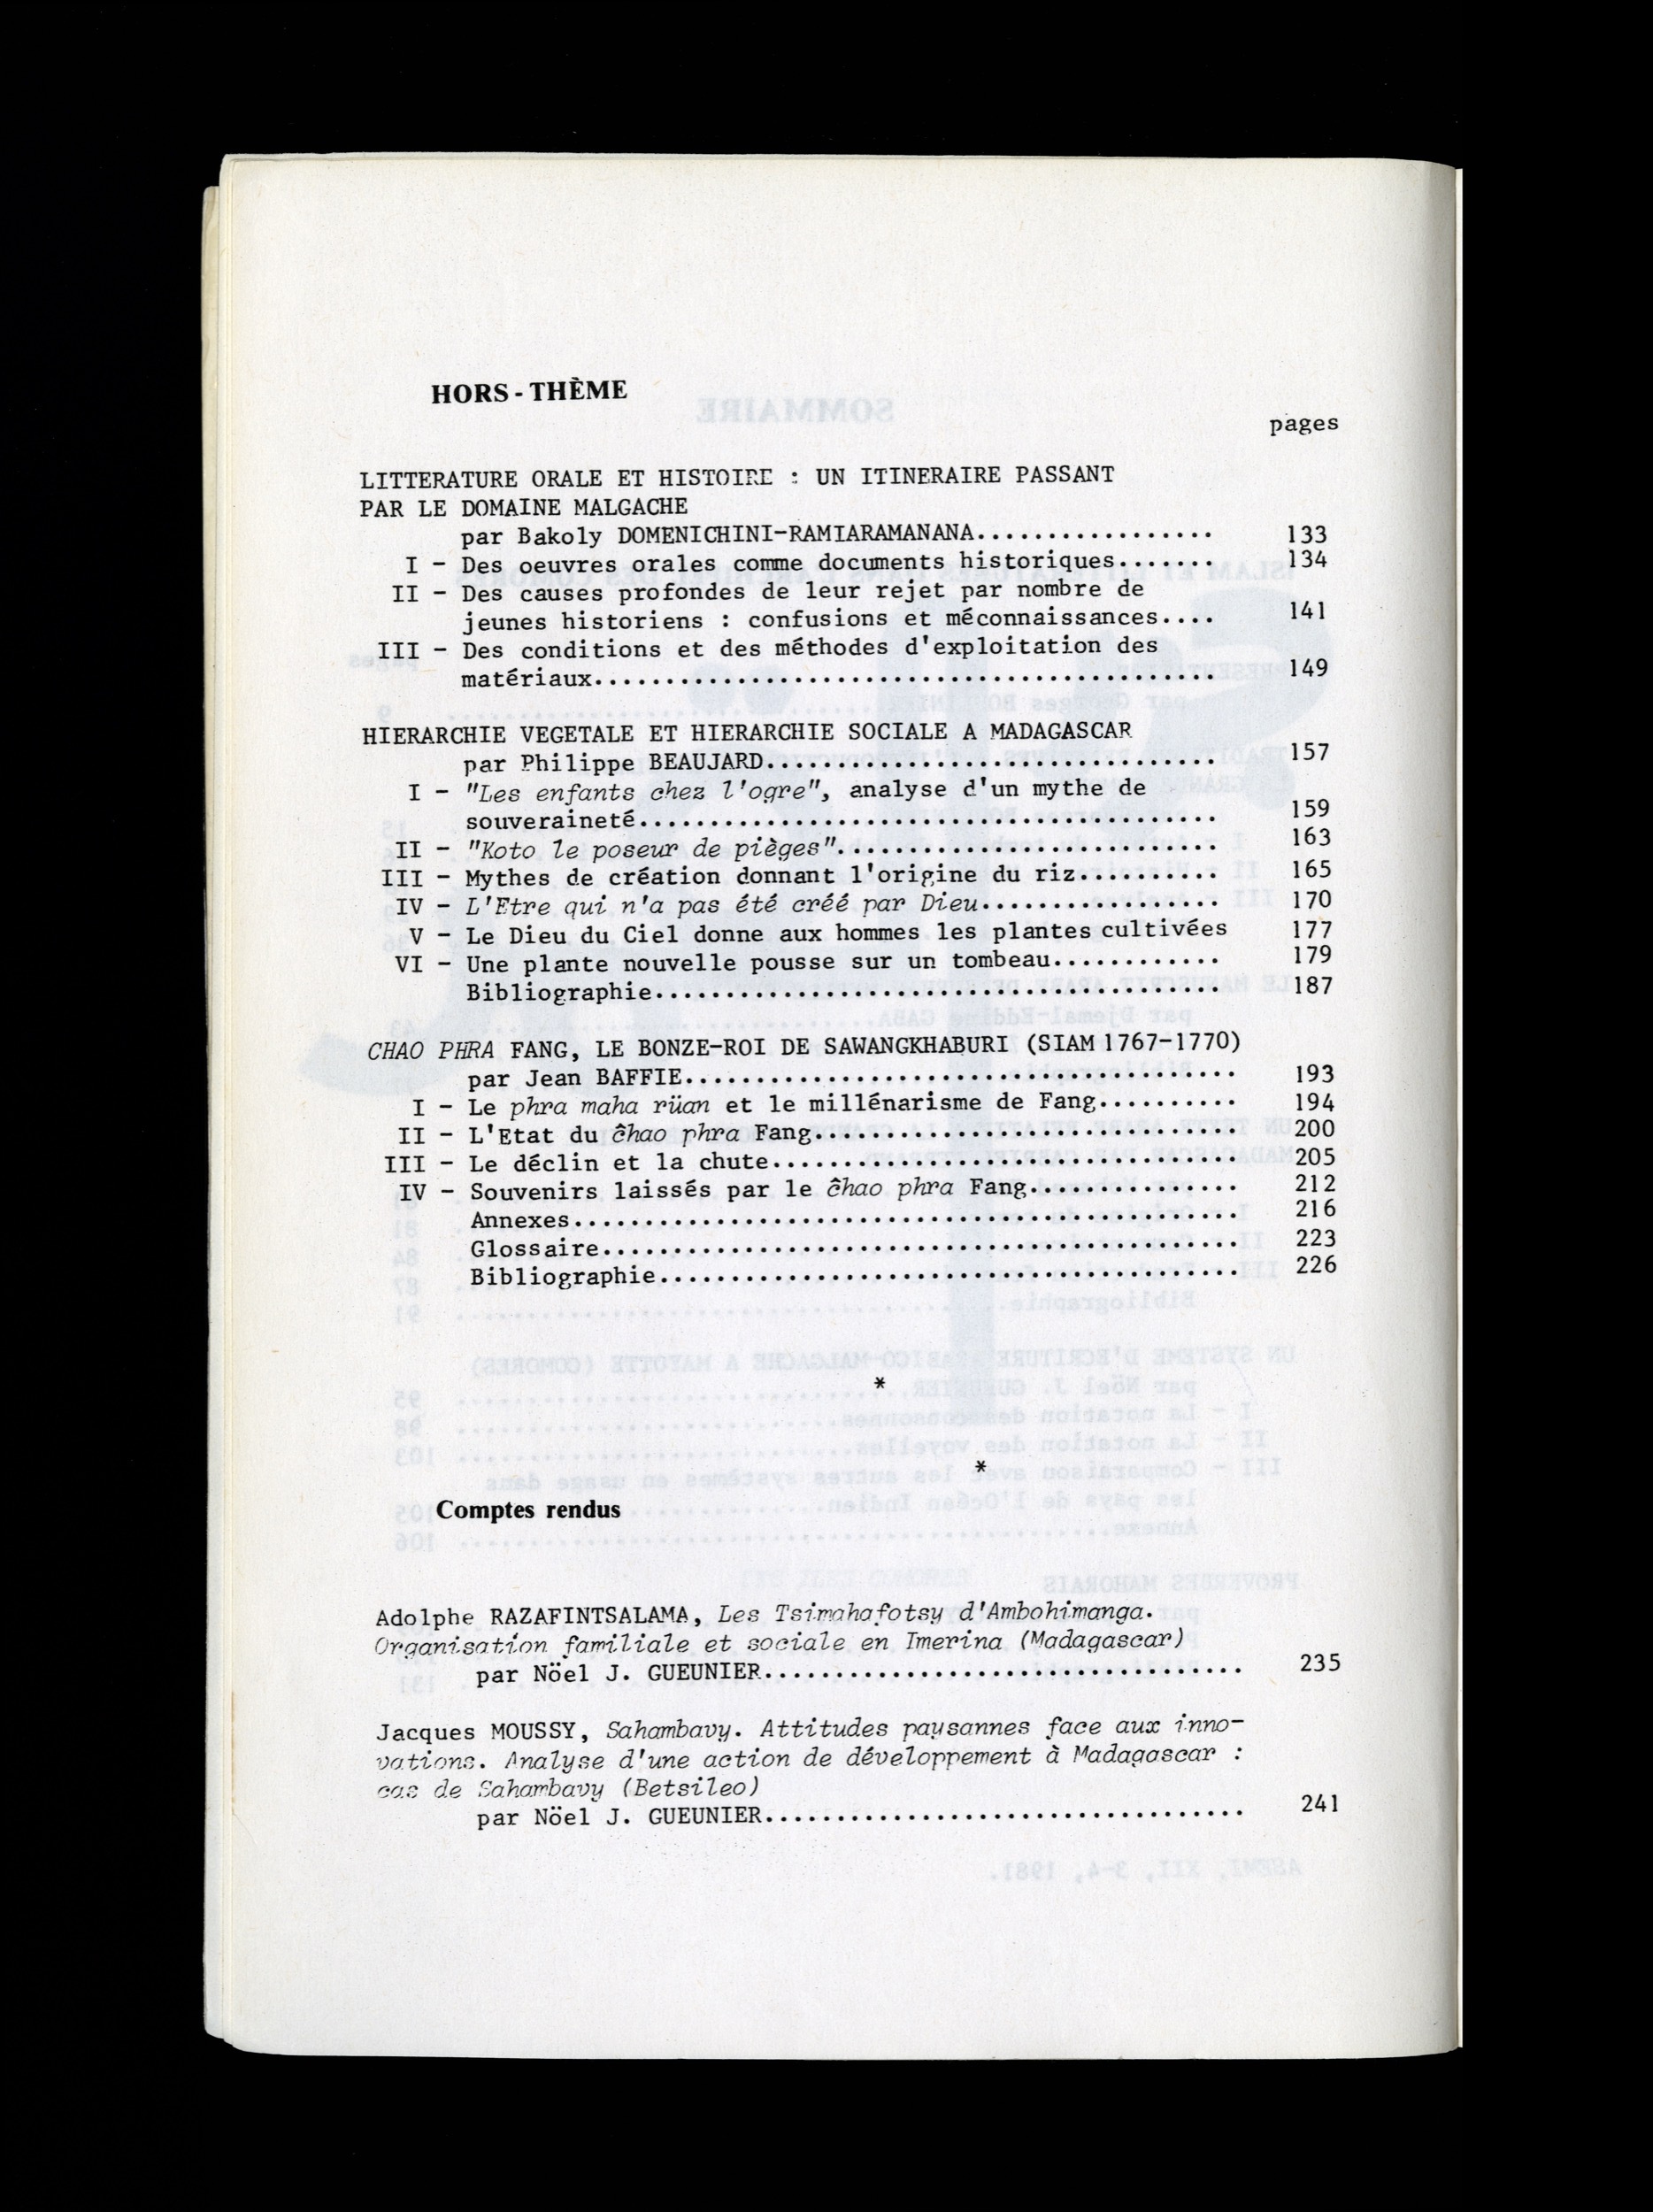 HORS-THÈME
pages
LITTERATURE ORALE ET HISTOIRE : UN ITINERAIRE PASSANT
PAR LE DOMAINE MALGACHE
par Bakoly DOMENICHINI-RAMIARAMANANA................. 133
I - Des oeuvres orales comme documents historiques....... 134
II - Des causes profondes de leur rejet par nombre de
jeunes historiens : confusions et méconnaissances.... 141
III - Des conditions et des méthodes d'exploitation des
matériaux............................................ 149
HIERARCHIE VEGETALE ET HIERARCHIE SOCIALE A MADAGASCAR
par Philippe BEAUJARD................................ 157
I - "Les enfants chez l'ogre", analyse d'un mythe de
souveraineté......................................... 159
II - "Koto le poseur de pièges"........................... 163
III - Mythes de création donnant l'origine du riz.......... 165
IV - L'Etre qui n'a pas été créé par Dieu................. 170
V - Le Dieu du Ciel donne aux hommes les plantes cultivées 177
VI - Une plante nouvelle pousse sur un tombeau............ 179
Bibliographie........................................ 187
CHAO PHRA FANG, LE BONZE-ROI DE SAWANGKHABURI (SIAM 1767-1770)
par Jean BAFFIE....................................... 193
I - Le phra maha rüan et le millénarisme de Fang.......... 194
II - L'Etat du ĉhao phra Fang.............................. 200
III - Le déclin et la chute................................. 205
IV - Souvenirs laissés par le ĉhao phra Fang............... 212
Annexes............................................... 216
Glossaire............................................. 223
Bibliographie......................................... 226
*
*
Comptes rendus
Adolphe RAZAFINTSALAMA, Les Tsimahafotsy d'Ambohimanga.
Organisation familiale et sociale en Imerina (Madagascar)
par Nöel J. GUEUNIER.................................. 235
Jacques MOUSSY, Sahambavy. Attitudes paysannes face aux inno-
vations. Analyse d'une action de développement à Madagascar :
cas de Sahambavy (Betsileo)
par Nöel J. GUEUNIER.................................. 241